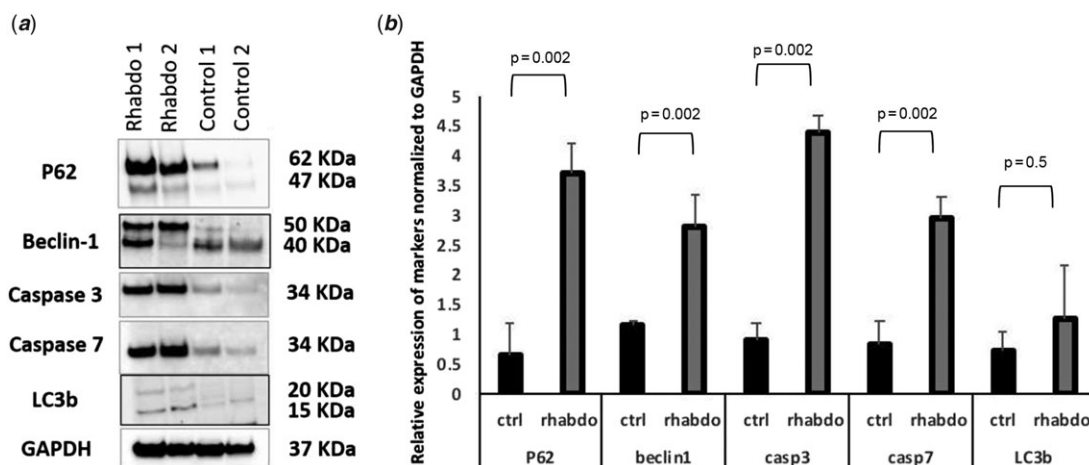 (a)
Rhabdo 1
Rhabdo 2
Control 1
Control 2
P62
62 KDa
47 KDa
Beclin-1
50 KDa
40 KDa
Caspase 3
34 KDa
Caspase 7
34 KDa
LC3b
20 KDa
15 KDa
GAPDH
37 KDa
(b)
Relative expression of markers normalized to GAPDH
p=0.002
p=0.002
p=0.002
p=0.002
p=0.5
5
4.5
4
3.5
3
2.5
2
1.5
1
0.5
0
ctrl rhabdo ctrl rhabdo ctrl rhabdo ctrl rhabdo ctrl rhabdo
P62 beclin1 casp3 casp7 LC3b